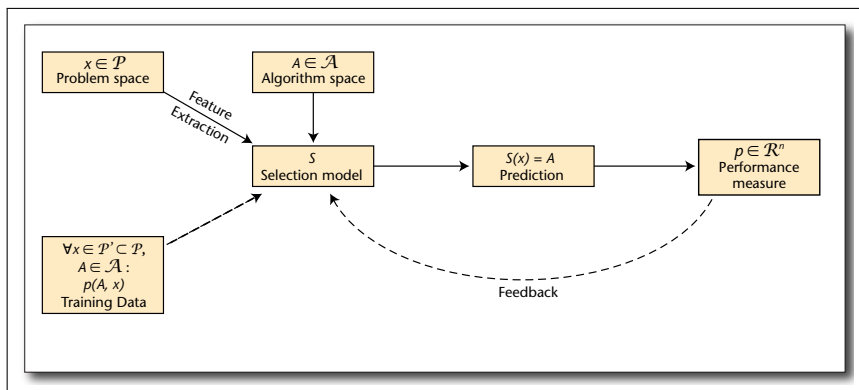 x ∈ P
Problem space
A ∈ A
Algorithm space
Feature
Extraction
S
Selection model
S(x) = A
Prediction
p ∈ Rⁿ
Performance
measure
∀x ∈ P' ⊂ P,
A ∈ A :
p(A, x)
Training Data
Feedback